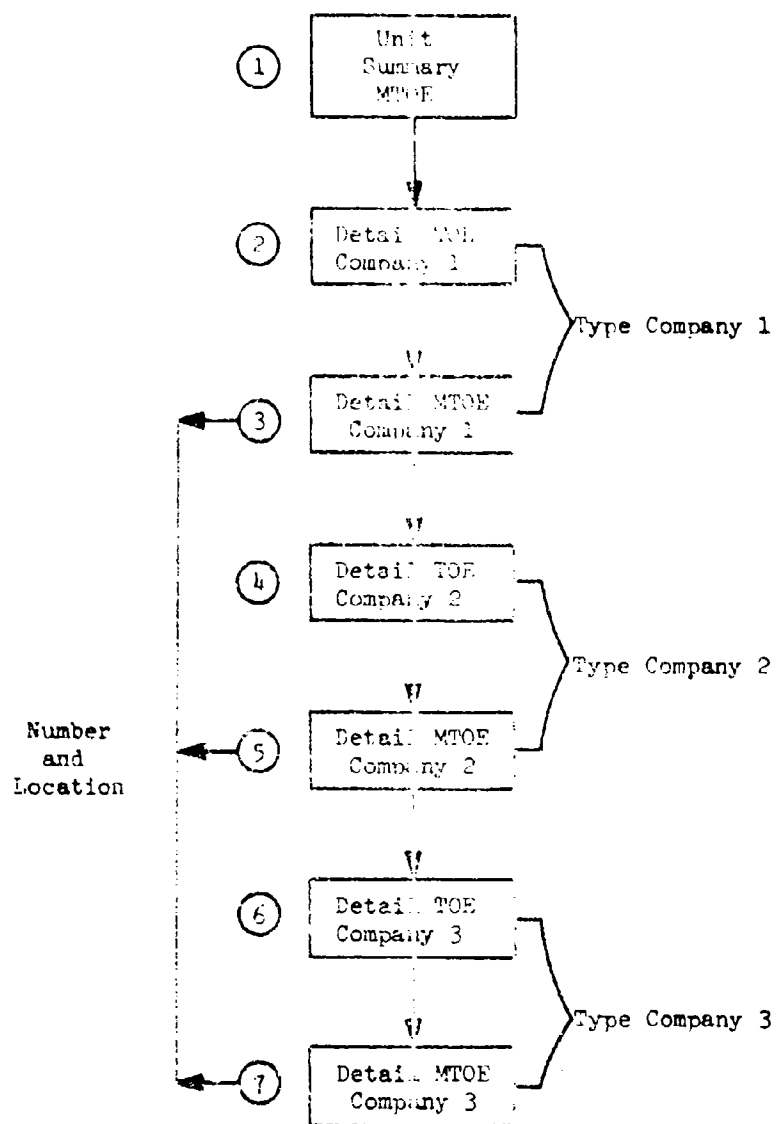 1
Unit
Summary
MTOE
2
Detail TOE
Company 1
Type Company 1
3
Detail MTOE
Company 1
4
Detail TOE
Company 2
Type Company 2
5
Detail MTOE
Company 2
Number
and
Location
6
Detail TOE
Company 3
Type Company 3
7
Detail MTOE
Company 3